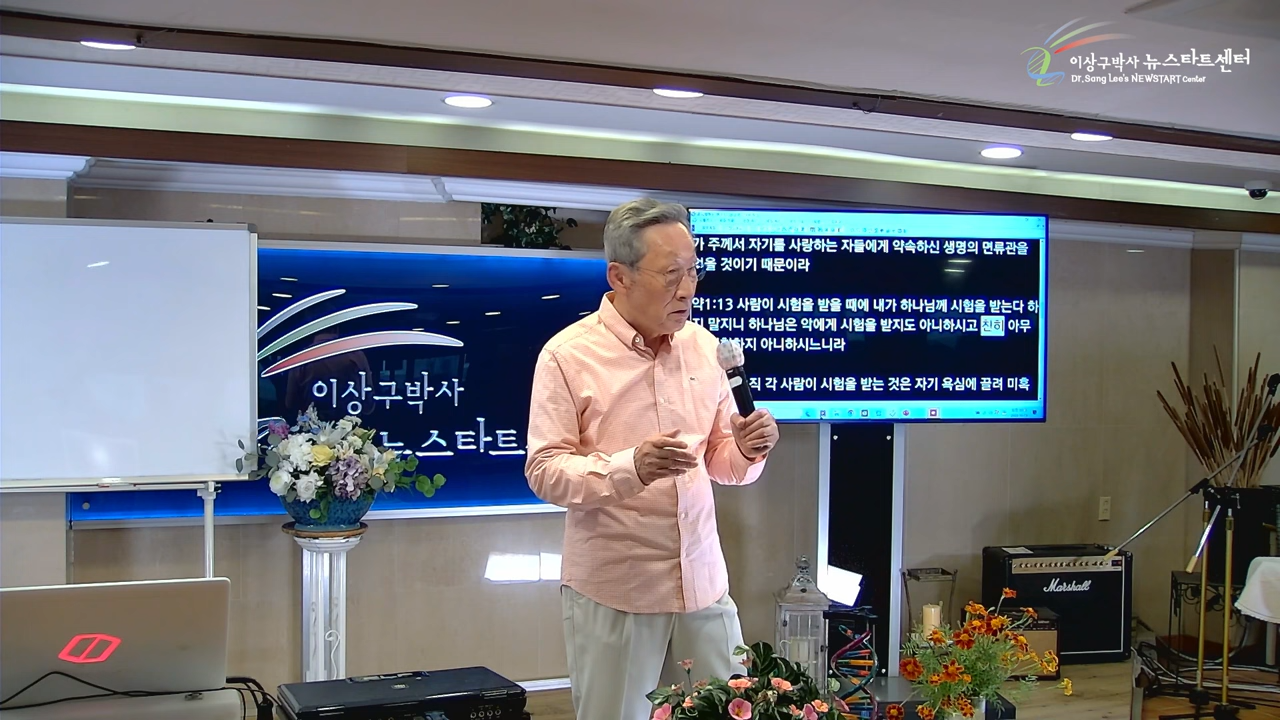 이상구박사 뉴스타트센터
Dr. Sang Lee's NEWSTART Center
가 주께서 자기를 사랑하는 자들에게 약속하신 생명의 면류관을
것이기 때문이라
약1:13 사람이 시험을 받을 때에 내가 하나님께 시험을 받는다 하
지 말지니 하나님은 악에게 시험을 받지도 아니하시고 친히 아무
하지 아니하시느니라
직 각 사람이 시험을 받는 것은 자기 욕심에 끌려 미혹
이상구박사
뉴스타트
Marshall